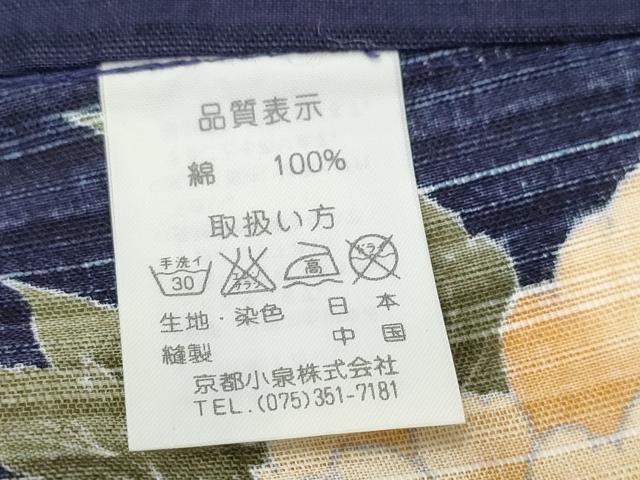 品質表示
綿 100%
取扱い方
手洗イ 30 エンソ サラシ 高 ドライ
生地・染色 日本
縫製 中国
京都小泉株式会社
TEL.(075)351-7181